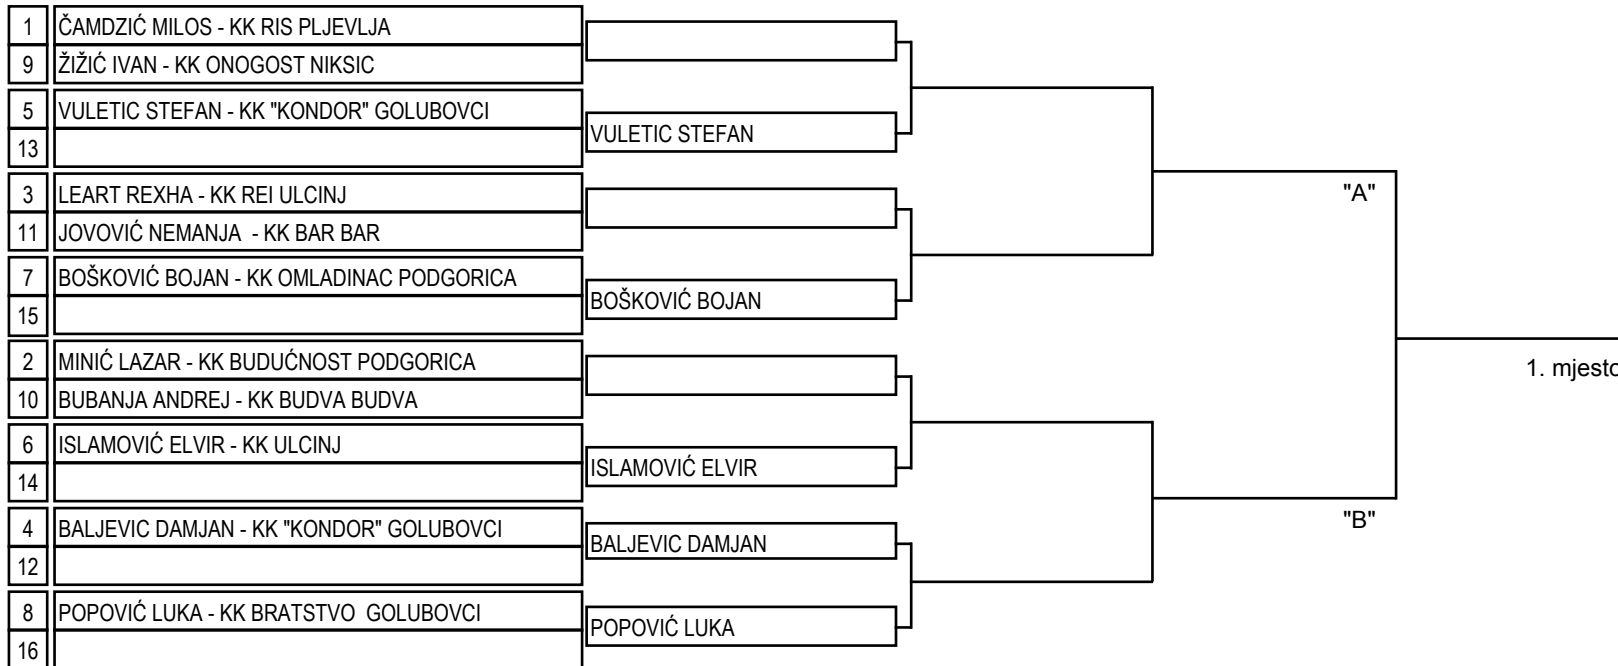 1 ČAMDZIĆ MILOS - KK RIS PLJEVLJA
9 ŽIŽIĆ IVAN - KK ONOGOST NIKSIC
5 VULETIC STEFAN - KK "KONDOR" GOLUBOVCI
VULETIC STEFAN
13
3 LEART REXHA - KK REI ULCINJ
"A"
11 JOVOVIĆ NEMANJA - KK BAR BAR
7 BOŠKOVIĆ BOJAN - KK OMLADINAC PODGORICA
BOŠKOVIĆ BOJAN
15
2 MINIĆ LAZAR - KK BUDUĆNOST PODGORICA
1. mjesto
10 BUBANJA ANDREJ - KK BUDVA BUDVA
6 ISLAMOVIĆ ELVIR - KK ULCINJ
ISLAMOVIĆ ELVIR
14
4 BALJEVIC DAMJAN - KK "KONDOR" GOLUBOVCI
"B"
BALJEVIC DAMJAN
12
8 POPOVIĆ LUKA - KK BRATSTVO GOLUBOVCI
POPOVIĆ LUKA
16